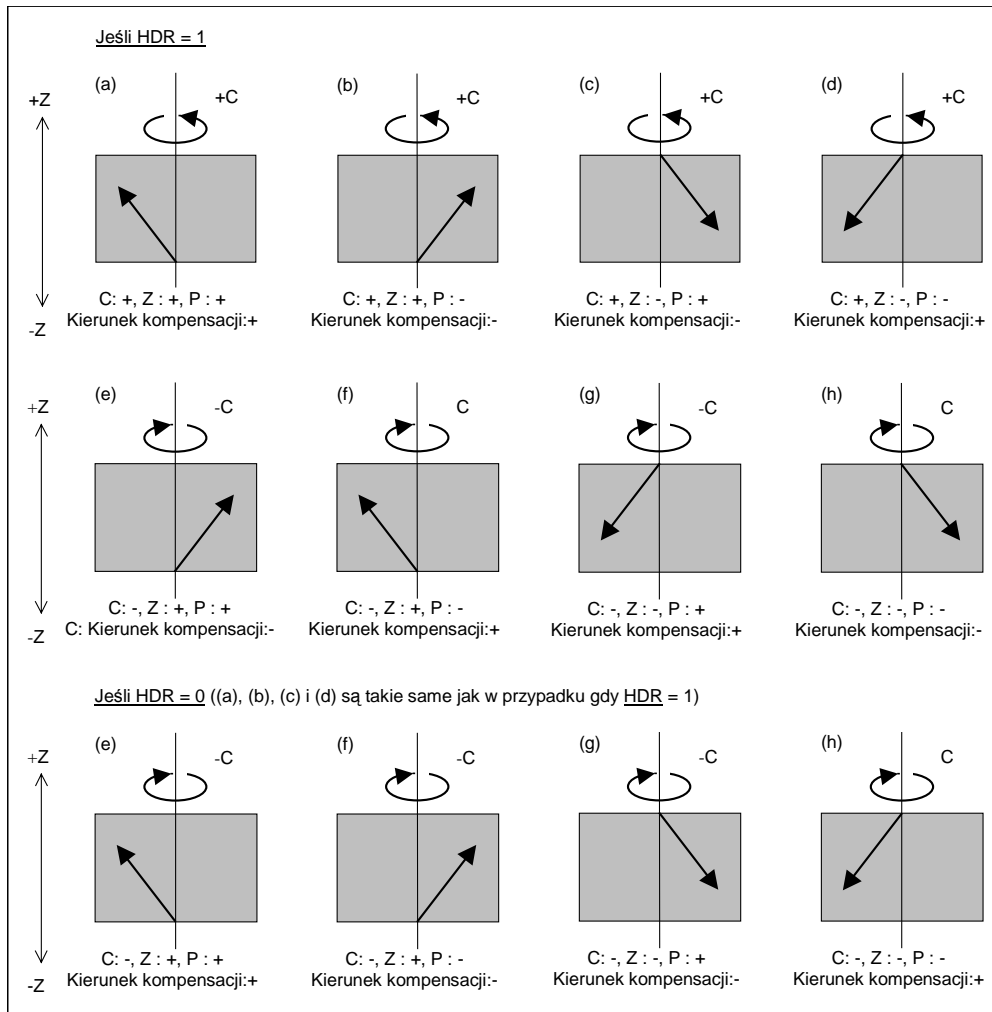 Jeśli HDR = 1
(a) (b) (c) (d)
+Z +C +C +C +C
-Z
C: +, Z : +, P : + C: +, Z : +, P : - C: +, Z : -, P : + C: +, Z : -, P : -
Kierunek kompensacji:+ Kierunek kompensacji:- Kierunek kompensacji:- Kierunek kompensacji:+
(e) (f) (g) (h)
+Z -C C -C C
-Z
C: -, Z : +, P : + C: -, Z : +, P : - C: -, Z : -, P : + C: -, Z : -, P : -
C: Kierunek kompensacji:- Kierunek kompensacji:+ Kierunek kompensacji:+ Kierunek kompensacji:-
Jeśli HDR = 0 ((a), (b), (c) i (d) są takie same jak w przypadku gdy HDR = 1)
(e) (f) (g) (h)
+Z -C -C -C C
-Z
C: -, Z : +, P : + C: -, Z : +, P : - C: -, Z : -, P : + C: -, Z : -, P : -
Kierunek kompensacji:+ Kierunek kompensacji:- Kierunek kompensacji:- Kierunek kompensacji:+